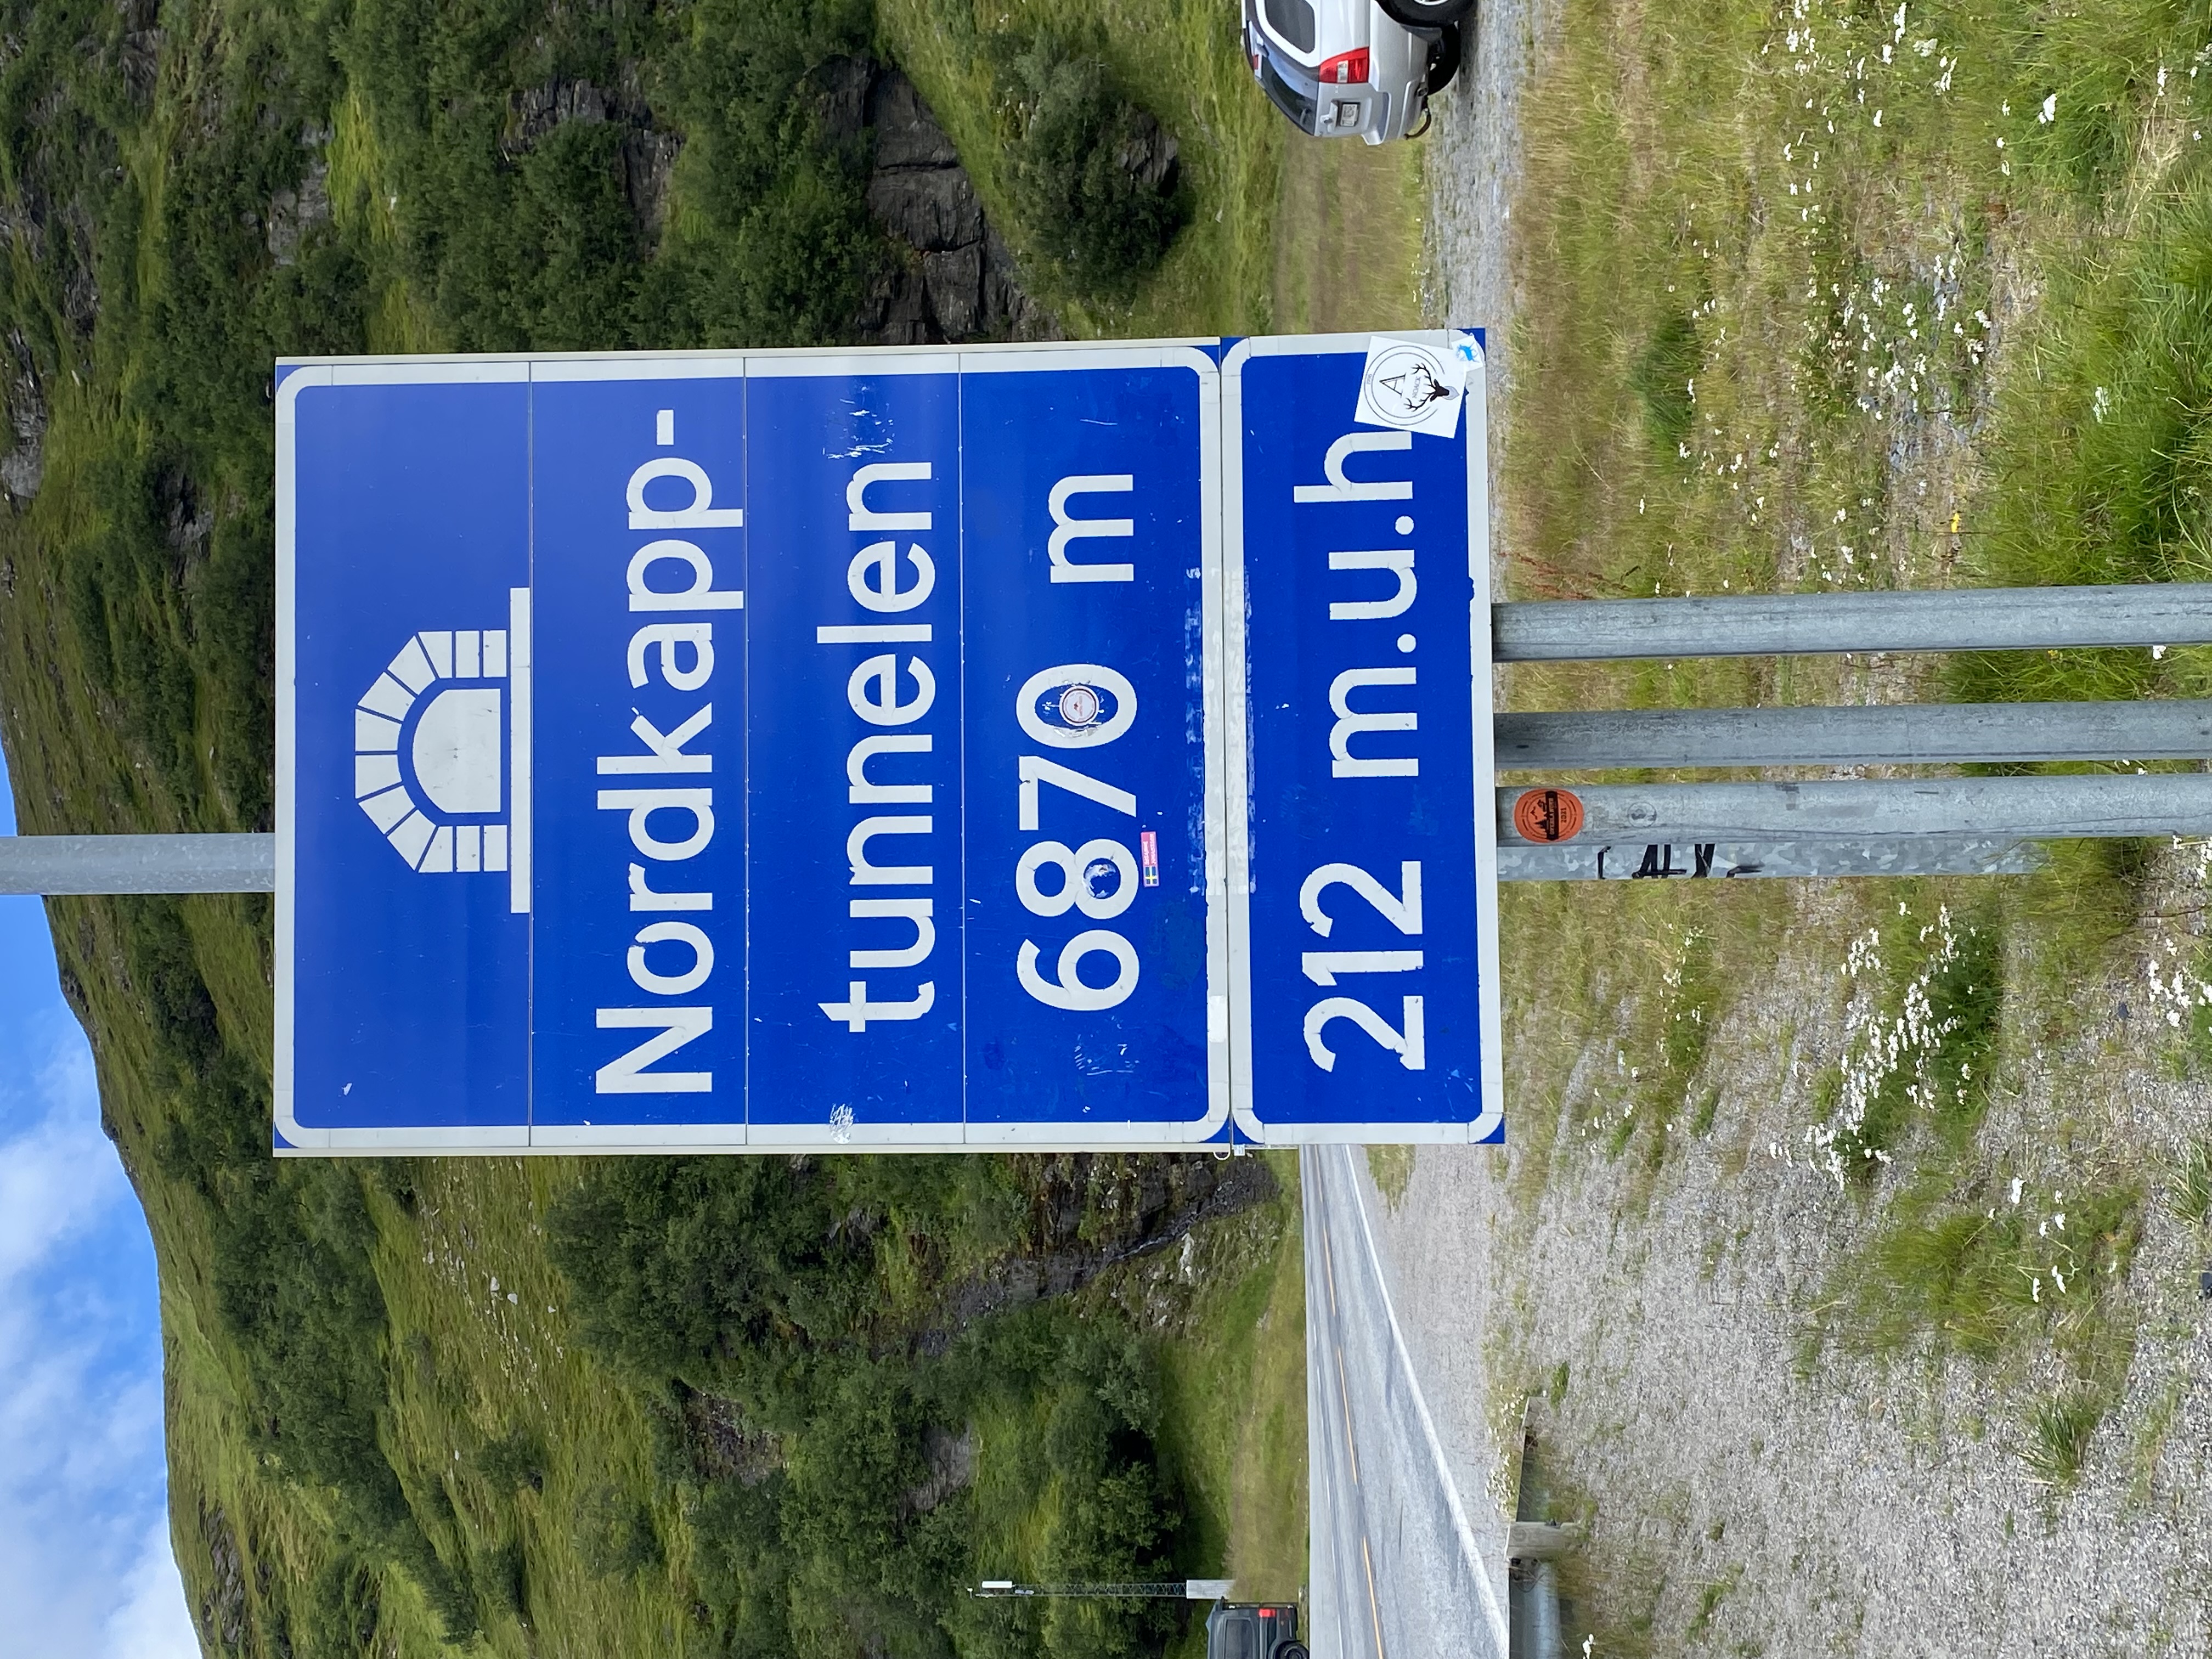 Nordkapp-
tunnelen
6870 m
212 m.u.h